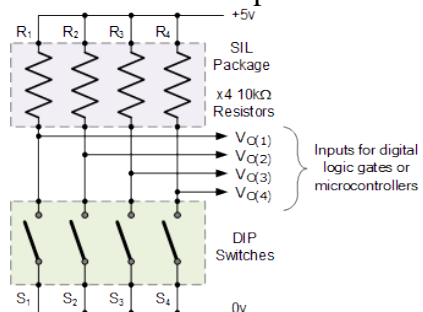 +5v
R1 R2 R3 R4
SIL
Package
x4 10kΩ
Resistors
VO(1)
VO(2)
VO(3)
VO(4)
Inputs for digital
logic gates or
microcontrollers
DIP
Switches
S1 S2 S3 S4
0v